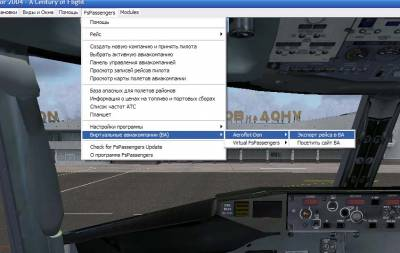 or 2004 - A Century of Flight
тановки Виды и Окна Помощь FsPassengers Modules
Помощь
Рейс
Создать новую компанию и принять пилота
Выбрать активную авиакомпанию
Панель управления авиакомпанией
Просмотр записей рейсов пилота
Просмотр карты полетов авиакомпании
База опасных для полетов районов
Информация о ценах на топливо и портовых сборах
Список частот АТС
Планшет
Настройки программы
Виртуальные авиакомпании (ВА)
Check for FsPassengers Update
О программе FsPassengers
Aeroflot Don
Virtual FsPassengers
Экспорт рейса в ВА
Посетить сайт ВА
НА ДОНУ